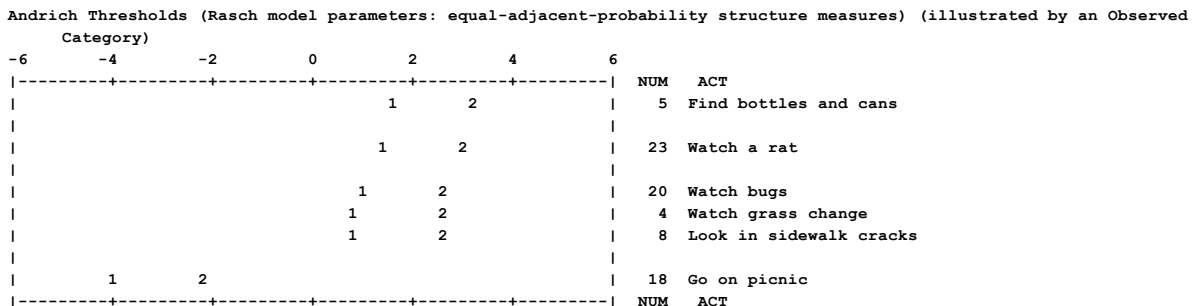 Andrich Thresholds (Rasch model parameters: equal-adjacent-probability structure measures) (illustrated by an Observed
      Category)
-6        -4        -2         0         2         4         6
|---------+---------+---------+---------+---------+---------|  NUM   ACT
|                                     1       2             |    5  Find bottles and cans
|                                                           |
|                                    1       2              |   23  Watch a rat
|                                                           |
|                                  1       2                |   20  Watch bugs
|                                 1        2                |    4  Watch grass change
|                                 1        2                |    8  Look in sidewalk cracks
|                                                           |
|         1        2                                        |   18  Go on picnic
|---------+---------+---------+---------+---------+---------|  NUM   ACT